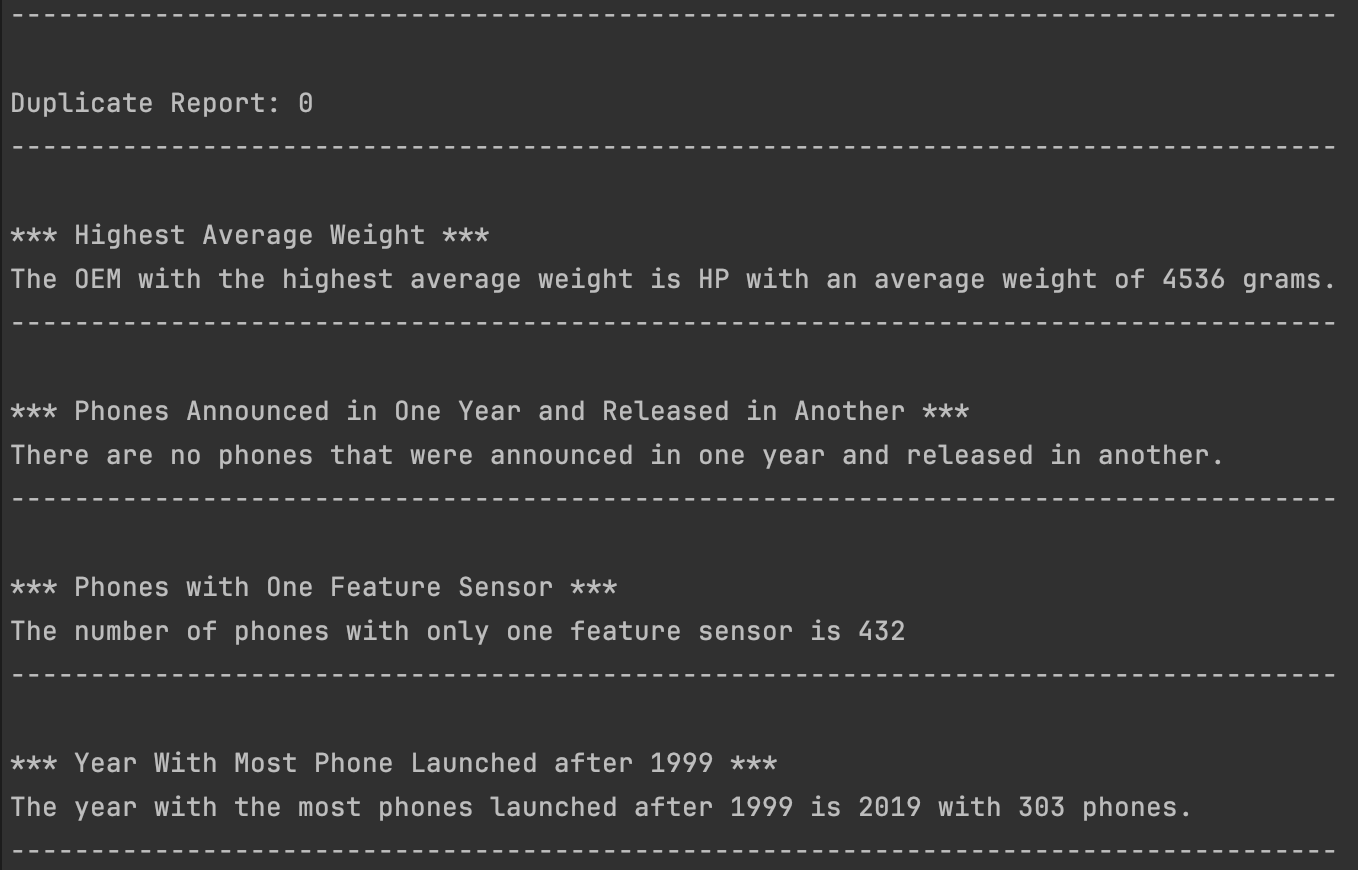 -----------------------------------------------------------------------------------
Duplicate Report: 0
-----------------------------------------------------------------------------------
*** Highest Average Weight ***
The OEM with the highest average weight is HP with an average weight of 4536 grams.
-----------------------------------------------------------------------------------
*** Phones Announced in One Year and Released in Another ***
There are no phones that were announced in one year and released in another.
-----------------------------------------------------------------------------------
*** Phones with One Feature Sensor ***
The number of phones with only one feature sensor is 432
-----------------------------------------------------------------------------------
*** Year With Most Phone Launched after 1999 ***
The year with the most phones launched after 1999 is 2019 with 303 phones.
-----------------------------------------------------------------------------------